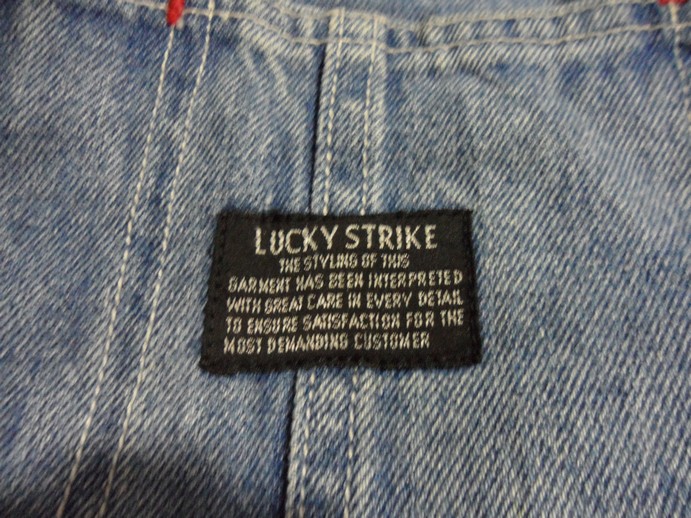 LUCKY STRIKE
THE STYLING OF THIS
GARMENT HAS BEEN INTERPRETED
WITH GREAT CARE IN EVERY DETAIL
TO ENSURE SATISFACTION FOR THE
MOST DEMANDING CUSTOMER